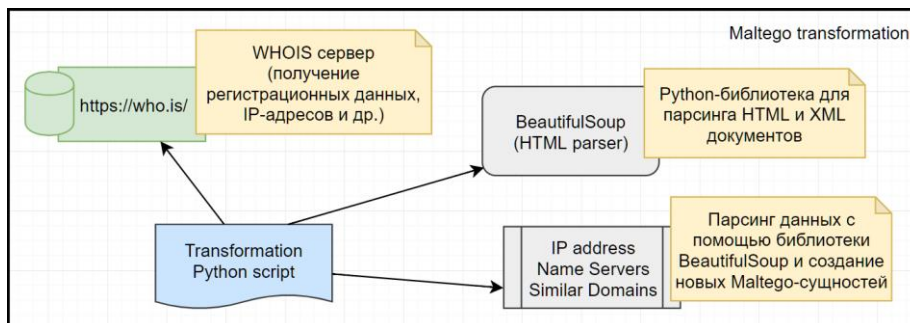 Maltego transformation
https://who.is/
WHOIS сервер
(получение
регистрационных данных,
IP-адресов и др.)
BeautifulSoup
(HTML parser)
Python-библиотека для
парсинга HTML и XML
документов
Transformation
Python script
IP address
Name Servers
Similar Domains
Парсинг данных с
помощью библиотеки
BeautifulSoup и создание
новых Maltego-сущностей